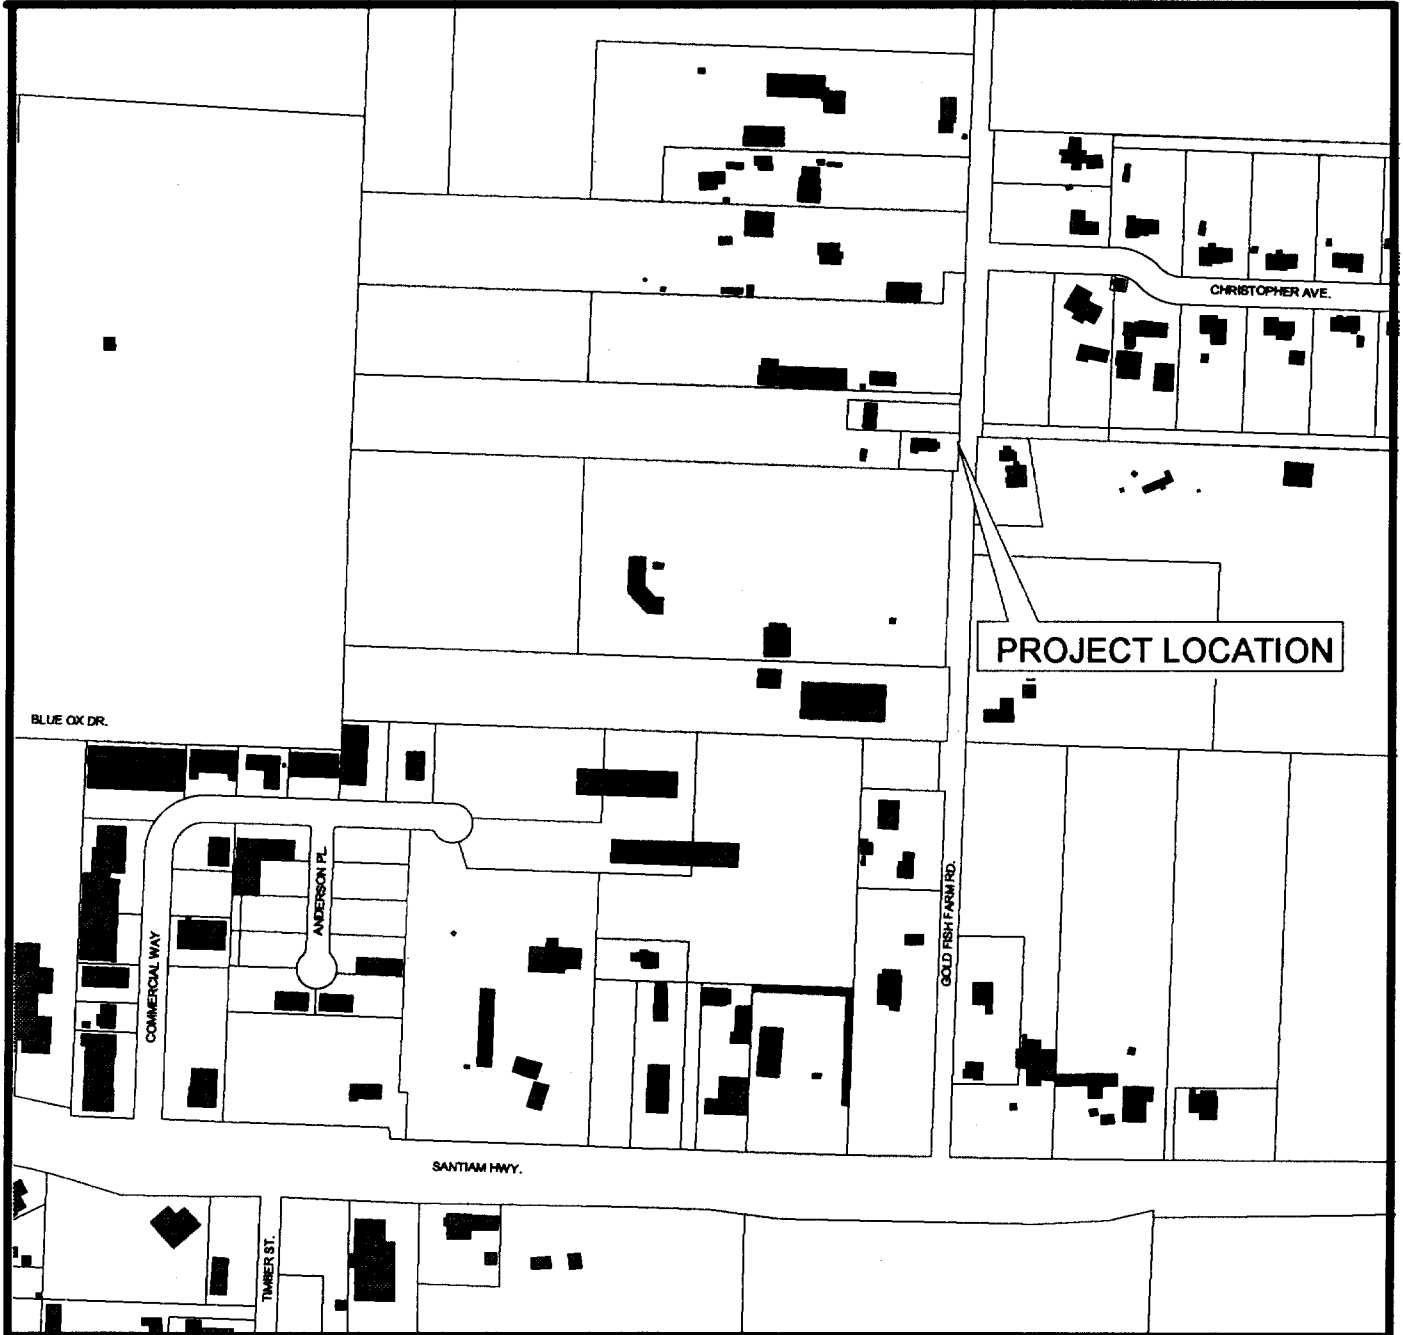 CHRISTOPHER AVE.
PROJECT LOCATION
BLUE OX DR.
ANDERSON PL.
GOLD FISH FARM RD.
COMMERCIAL WAY
SANTIAM HWY.
TIMBER ST.